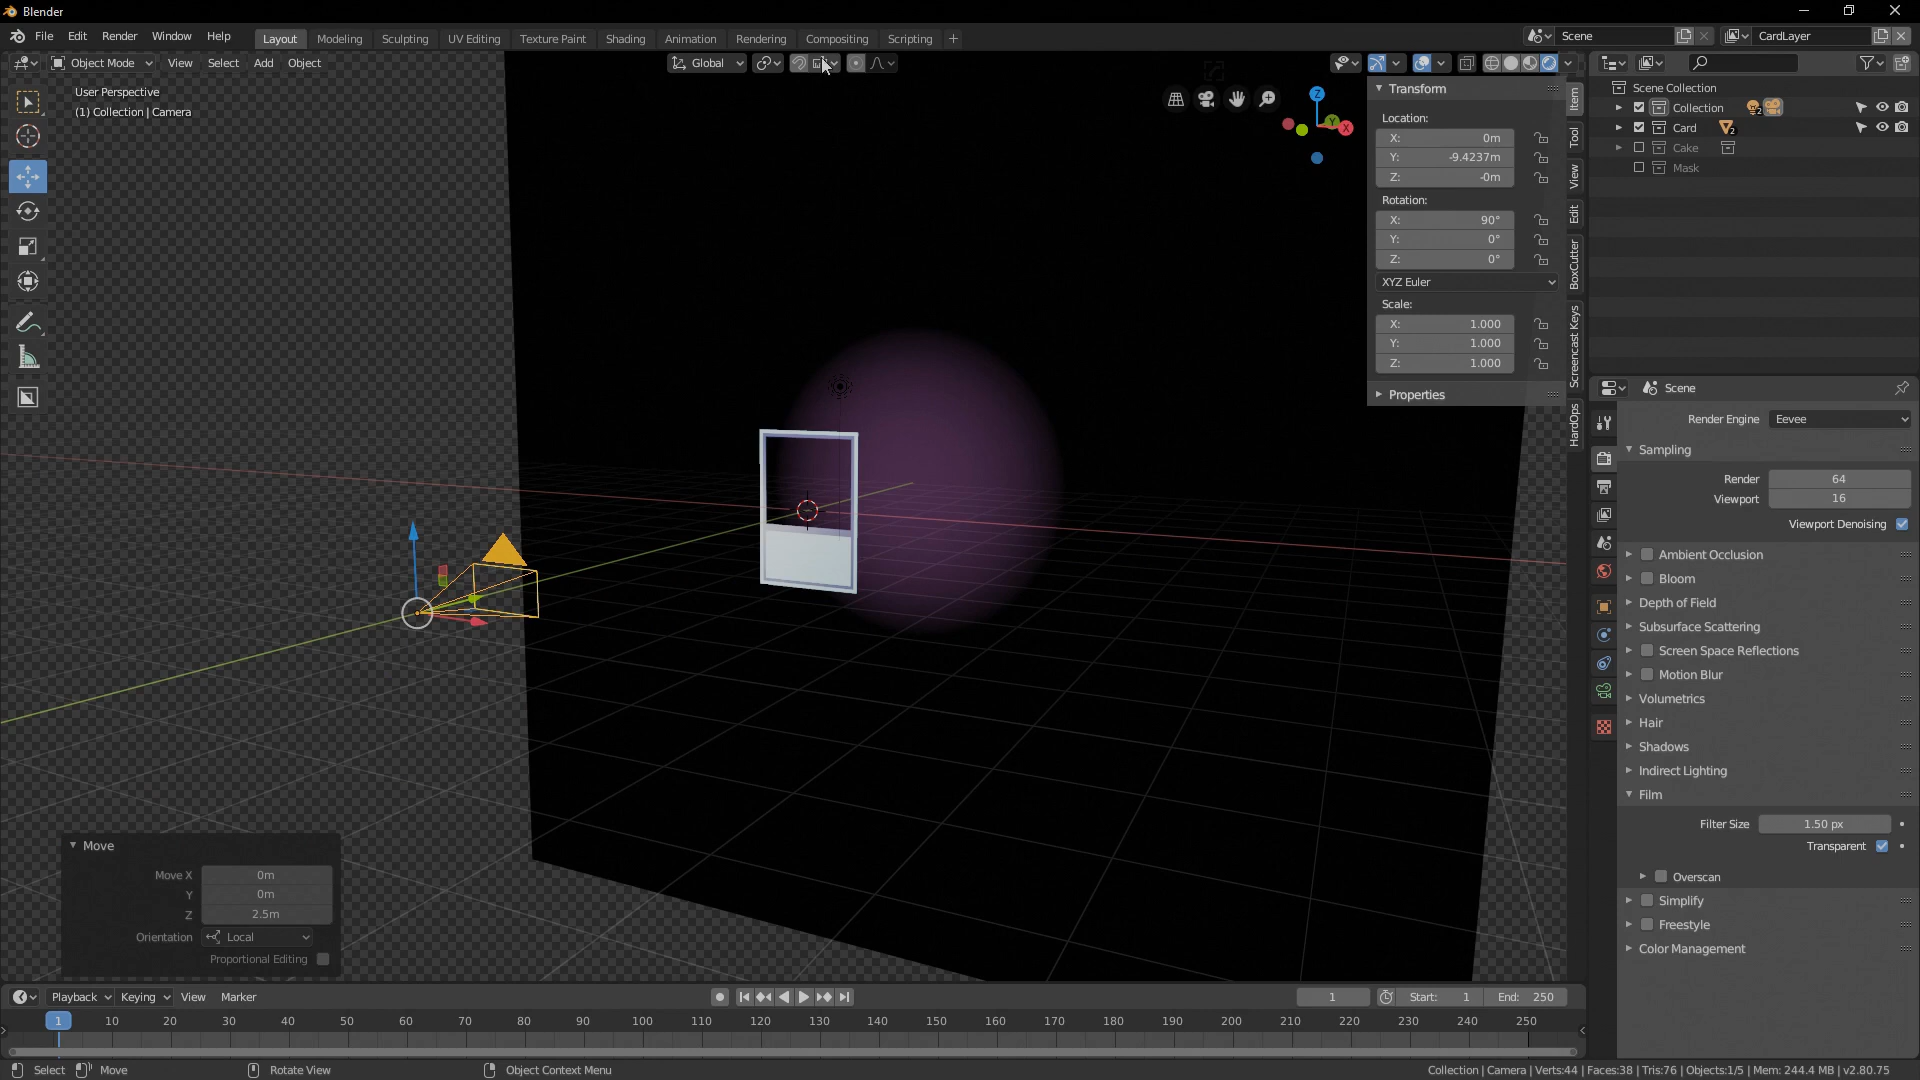 Blender
File Edit Render Window Help
Layout Modeling Sculpting UV Editing Texture Paint Shading Animation Rendering Compositing Scripting +
Scene
CardLayer
Object Mode View Select Add Object
Global
User Perspective
(1) Collection | Camera
Z
Y
X
Transform
Location:
X: 0m
Y: -9.4237m
Z: -0m
Rotation:
X: 90°
Y: 0°
Z: 0°
XYZ Euler
Scale:
X: 1.000
Y: 1.000
Z: 1.000
Properties
Item
Tool
View
Edit
BoxCutter
Screencast Keys
HardOps
Scene Collection
Collection 2
Card 2
Cake
Mask
Scene
Render Engine Eevee
Sampling
Render 64
Viewport 16
Viewport Denoising
Ambient Occlusion
Bloom
Depth of Field
Subsurface Scattering
Screen Space Reflections
Motion Blur
Volumetrics
Hair
Shadows
Indirect Lighting
Film
Filter Size 1.50 px
Transparent
Overscan
Simplify
Freestyle
Color Management
Move
Move X 0m
Y 0m
Z 2.5m
Orientation Local
Proportional Editing
Playback Keying View Marker
1 Start: 1 End: 250
1 10 20 30 40 50 60 70 80 90 100 110 120 130 140 150 160 170 180 190 200 210 220 230 240 250
Select Move Rotate View Object Context Menu
Collection | Camera | Verts:44 | Faces:38 | Tris:76 | Objects:1/5 | Mem: 244.4 MB | v2.80.75